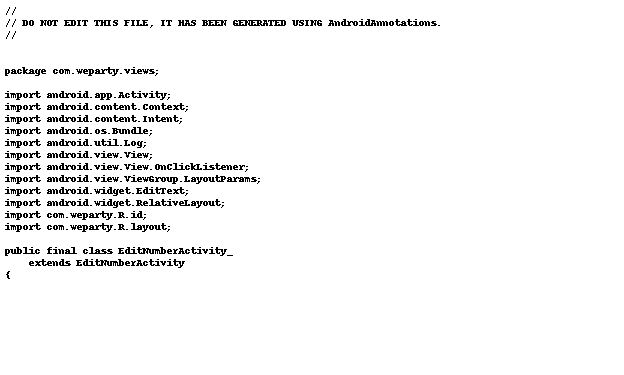 //
// DO NOT EDIT THIS FILE, IT HAS BEEN GENERATED USING AndroidAnnotations.
//
package com.weparty.views;
import android.app.Activity;
import android.content.Context;
import android.content.Intent;
import android.os.Bundle;
import android.util.Log;
import android.view.View;
import android.view.View.OnClickListener;
import android.view.ViewGroup.LayoutParams;
import android.widget.EditText;
import android.widget.RelativeLayout;
import com.weparty.R.id;
import com.weparty.R.layout;
public final class EditNumberActivity_
    extends EditNumberActivity
{